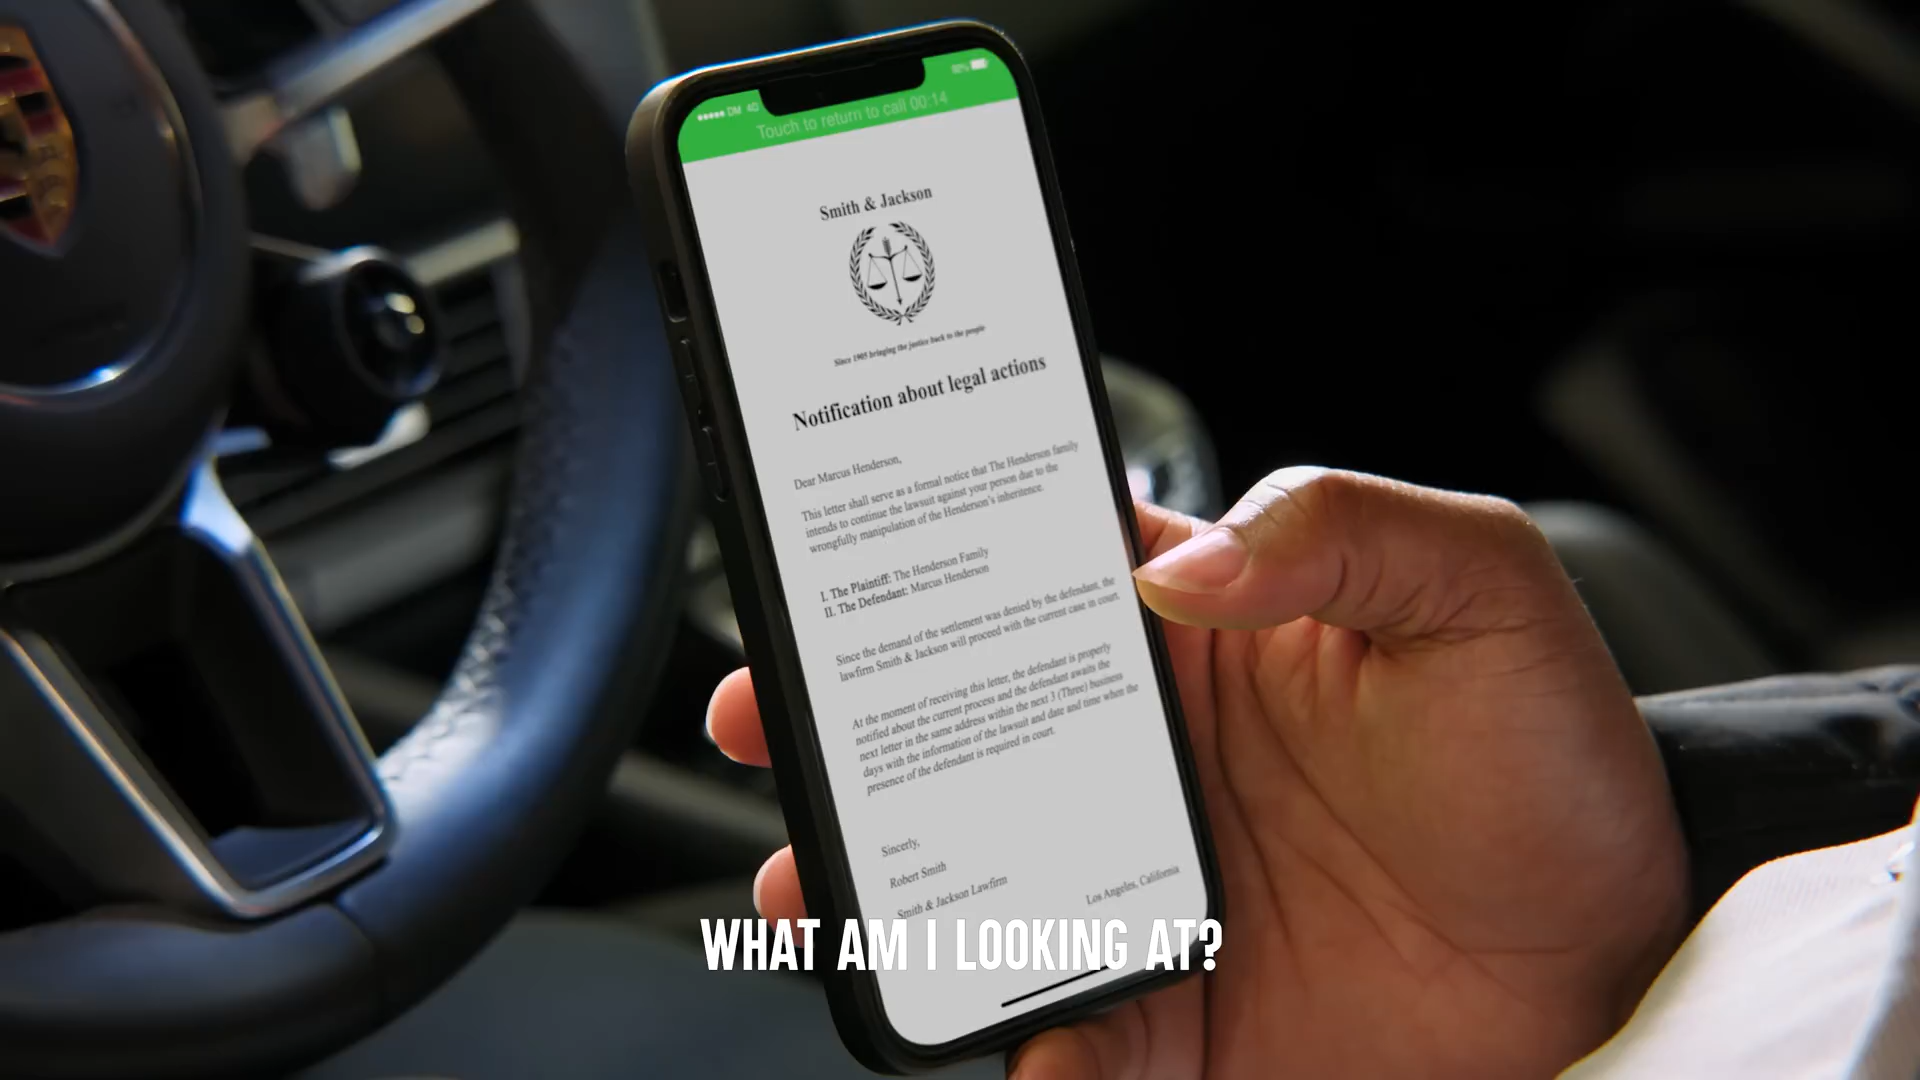 DM 4G
Touch to return to call 00:14
Smith & Jackson
Since 1905 bringing the justice back to the people
Notification about legal actions
Dear Marcus Henderson,
This letter shall serve as a formal notice that The Henderson family
intends to continue the lawsuit against your person due to the
wrongfully manipulation of the Henderson's inheritence.
I. The Plaintiff: The Henderson Family
II. The Defendant: Marcus Henderson
Since the demand of the settlement was denied by the defendant, the
lawfirm Smith & Jackson will proceed with the current case in court.
At the moment of receiving this letter, the defendant is properly
notified about the current process and the defendant awaits the
next letter in the same address within the next 3 (Three) business
days with the information of the lawsuit and date and time when the
presence of the defendant is required in court.
Sincerly,
Robert Smith
Smith & Jackson Lawfirm
Los Angeles, California
WHAT AM I LOOKING AT?